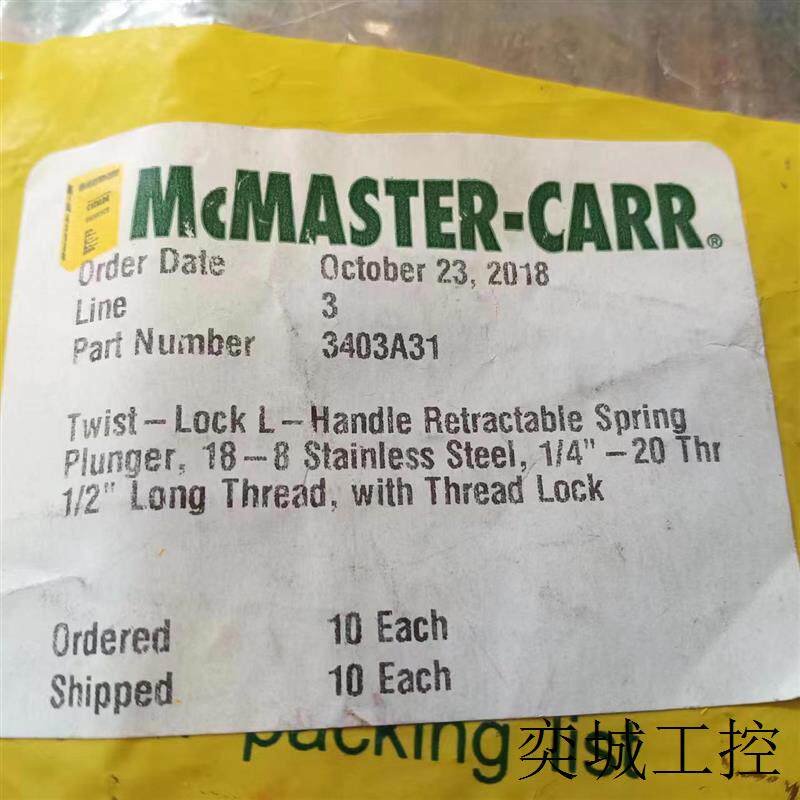 McMASTER-CARR®
Order Date October 23, 2018
Line 3
Part Number 3403A31
Twist-Lock L-Handle Retractable Spring
Plunger, 18-8 Stainless Steel, 1/4"-20 Thr
1/2" Long Thread, with Thread Lock
Ordered 10 Each
Shipped 10 Each
packing list
奕城工控